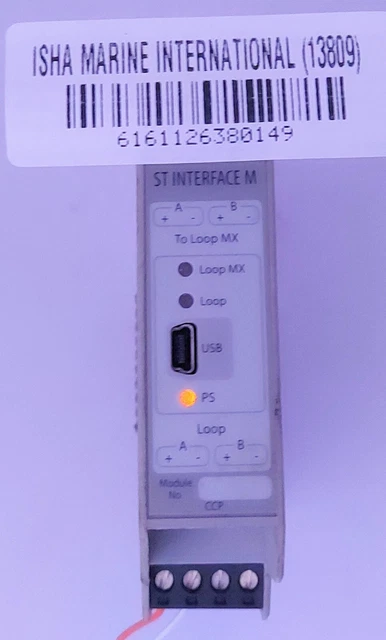 ISHA MARINE INTERNATIONAL (13809)
6161126380149
ST INTERFACE M
A B
+ - + -
To Loop MX
Loop MX
Loop
USB
PS
Loop
A B
+ - + -
Module
No
CCP